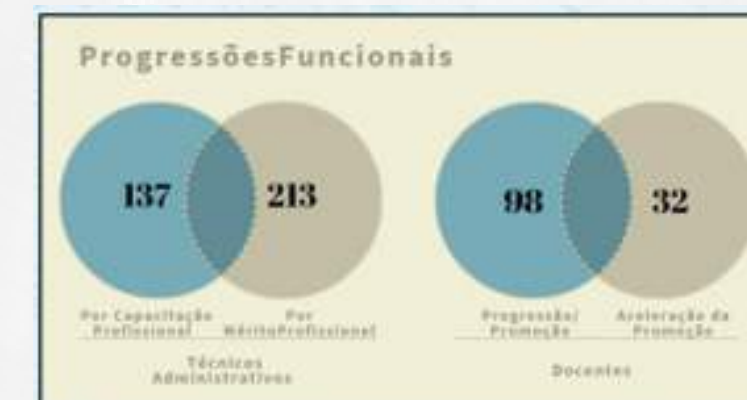 ProgressõesFuncionais
137
213
98
32
Por Capacitação
Profissional
Por
MéritoProfissional
Progressão/
Promoção
Aceleração da
Promoção
Técnicos
Administrativos
Docentes